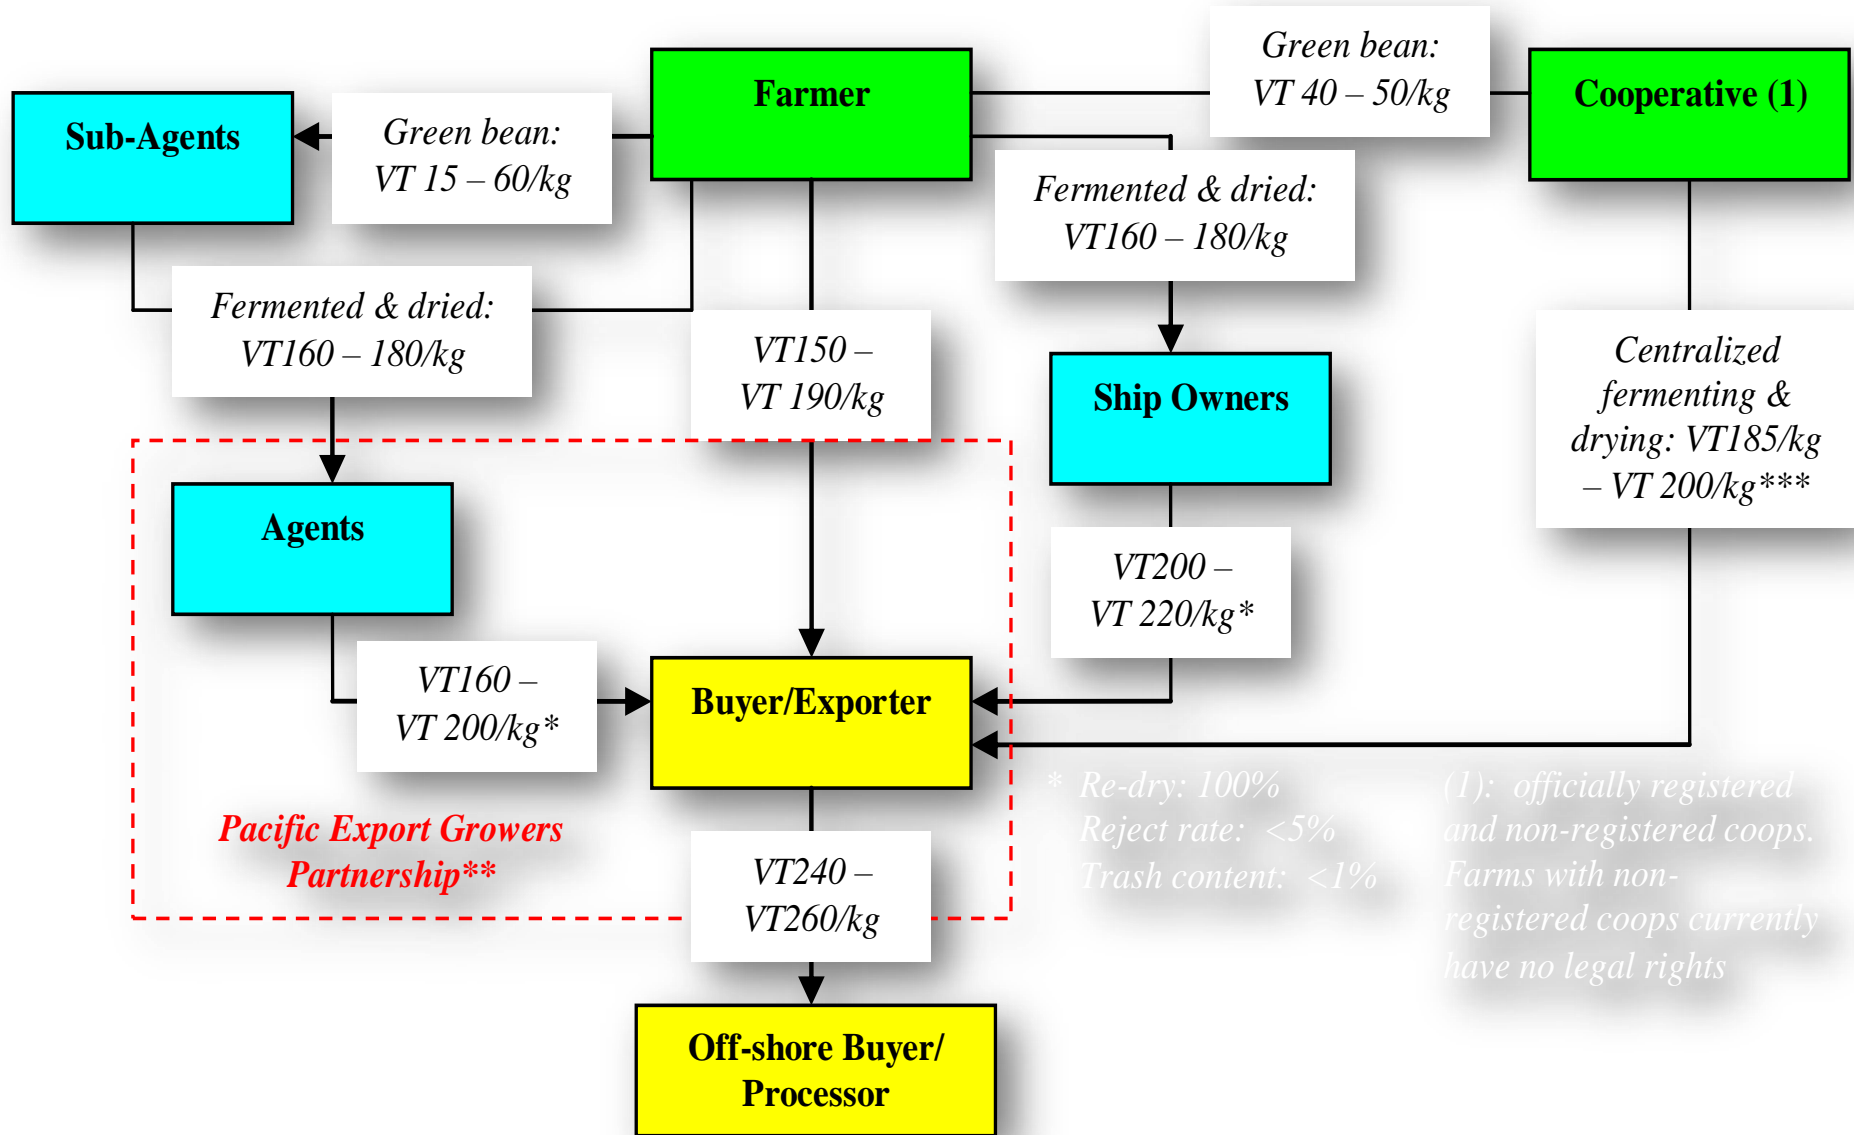 Green bean:
VT 40 – 50/kg
Farmer
Cooperative (1)
Sub-Agents
Green bean:
VT 15 – 60/kg
Fermented & dried:
VT160 – 180/kg
Fermented & dried:
VT160 – 180/kg
VT150 –
VT 190/kg
Ship Owners
Centralized
fermenting &
drying: VT185/kg
– VT 200/kg***
Agents
VT200 –
VT 220/kg*
VT160 –
VT 200/kg*
Buyer/Exporter
Pacific Export Growers
Partnership**
* Re-dry: 100%
Reject rate: <5%
Trash content: <1%
(1): officially registered
and non-registered coops.
Farms with non-
registered coops currently
have no legal rights
VT240 –
VT260/kg
Off-shore Buyer/
Processor